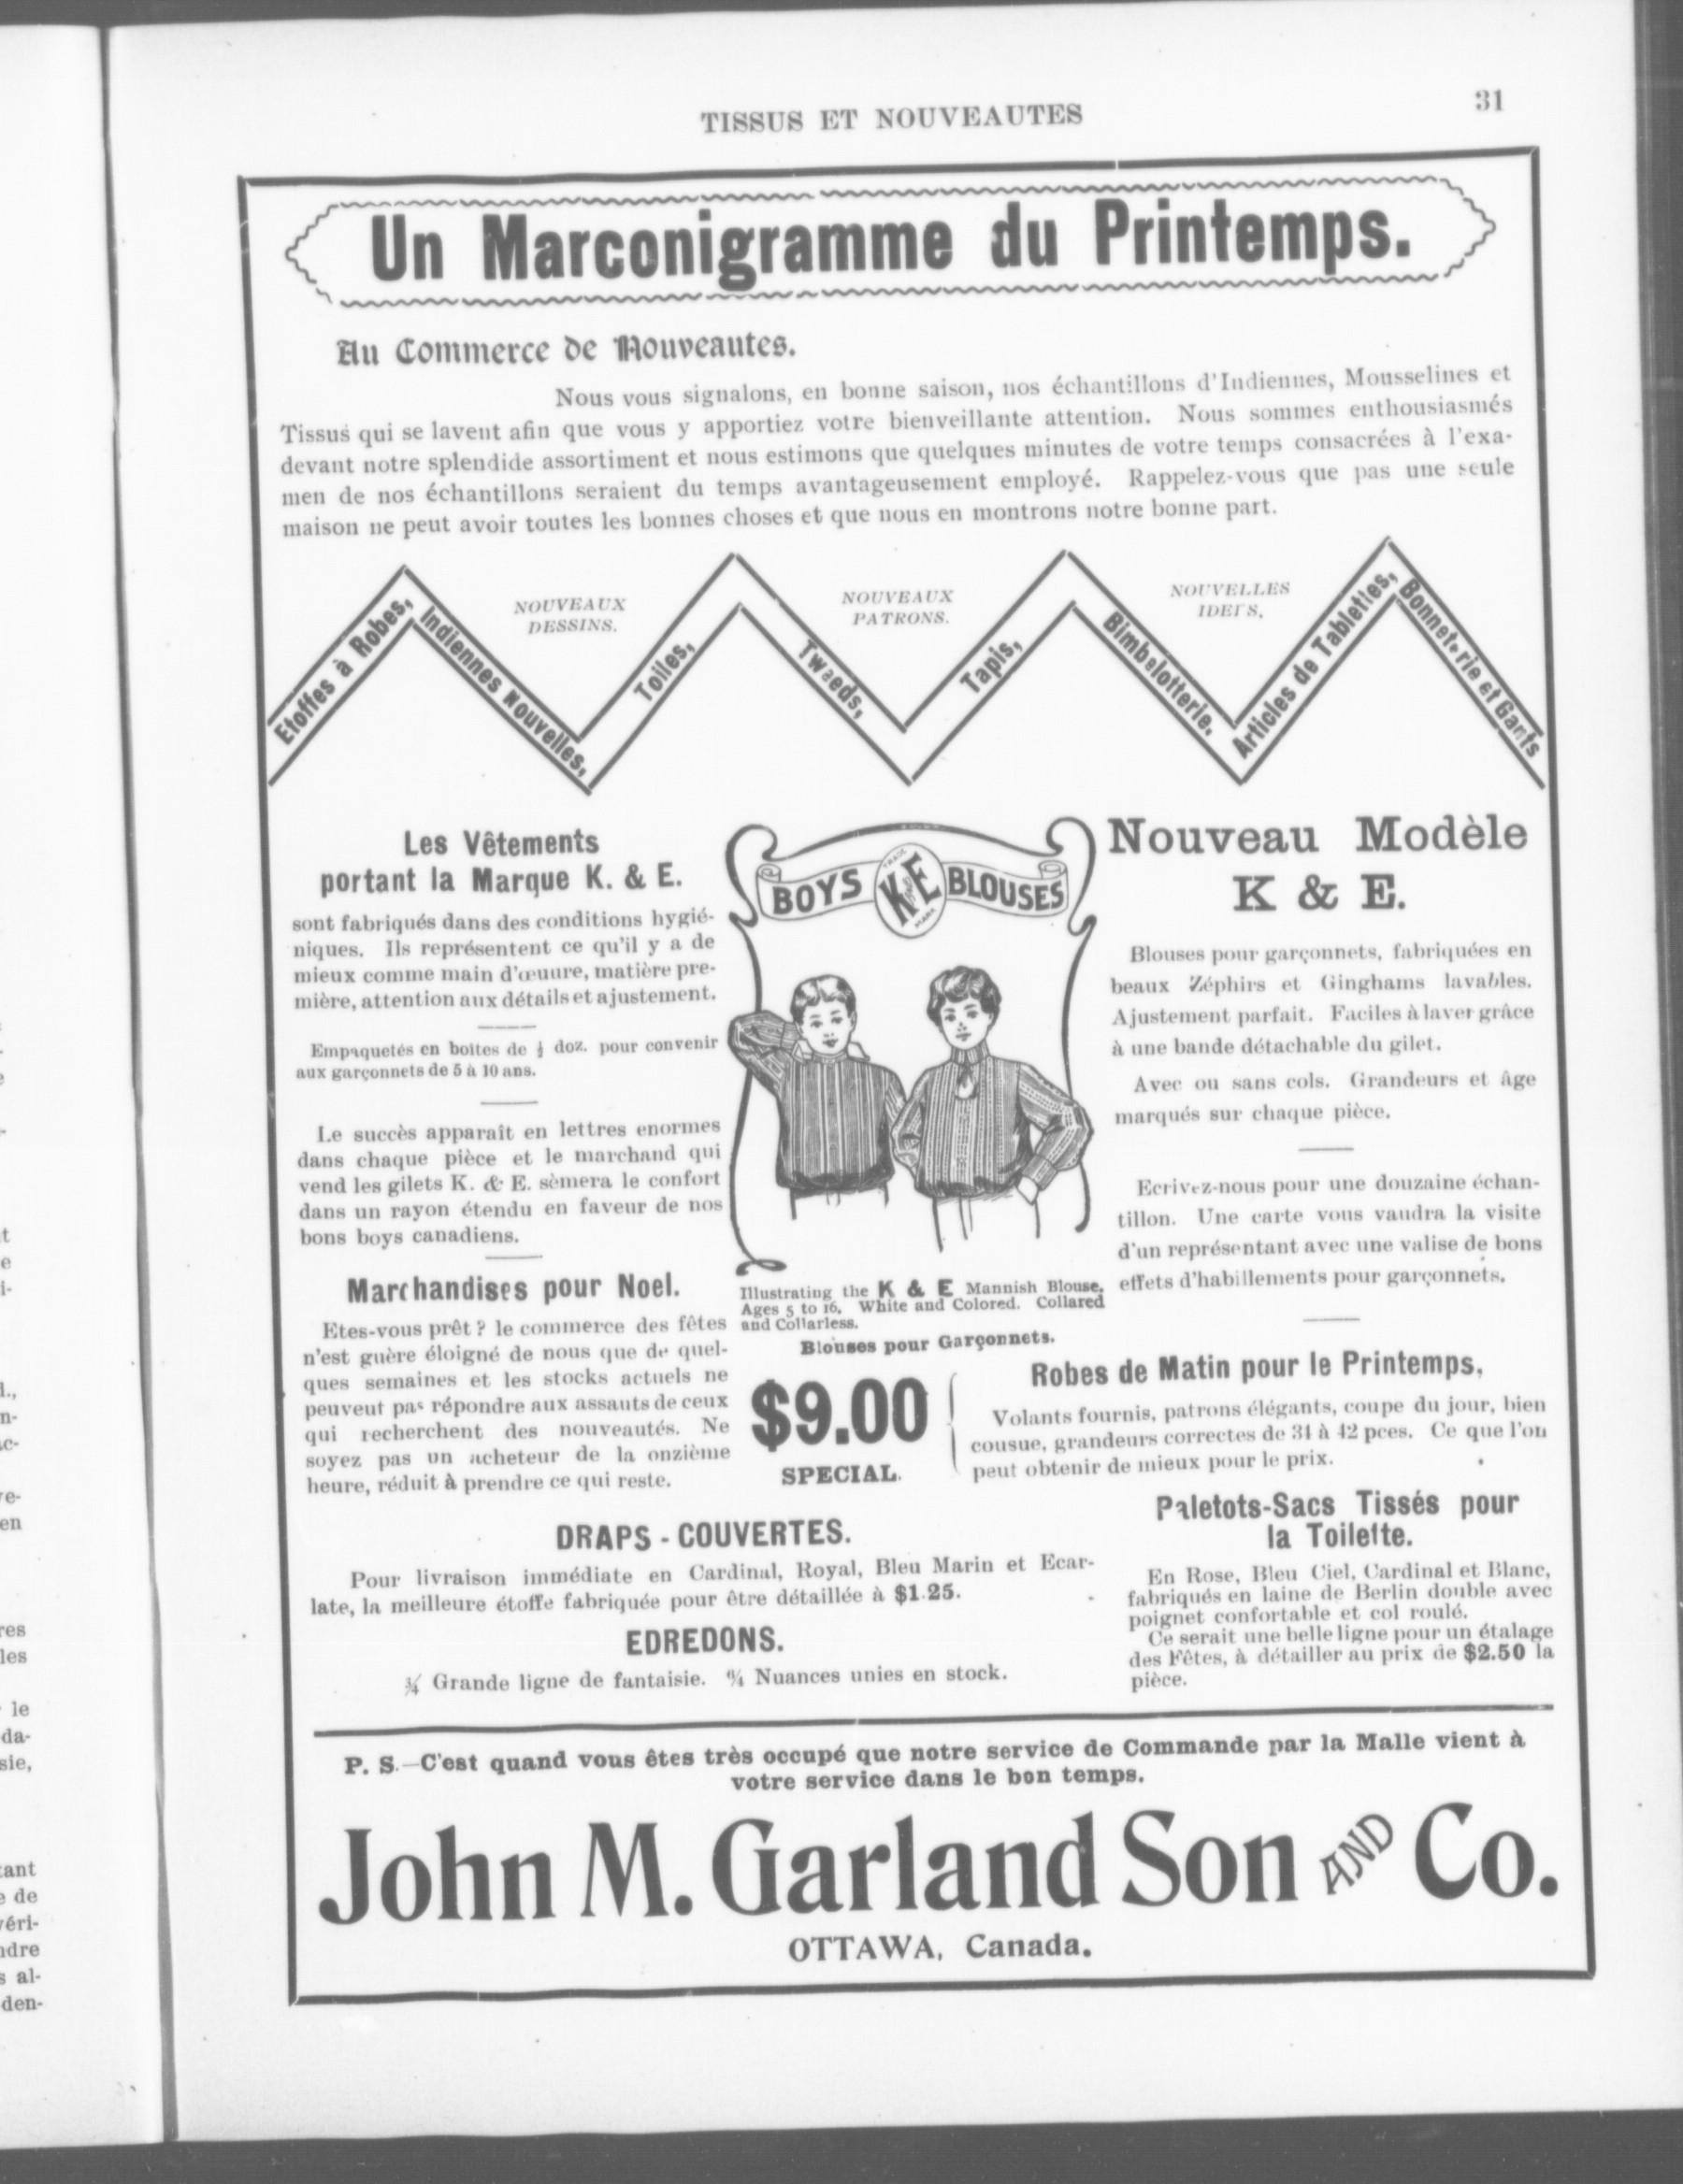 TISSUS ET NOUVEAUTES
31
Un Marconigramme du Printemps.
Au Commerce de Nouveautes.
Nous vous signalons, en bonne saison, nos échantillons d'Indiennes, Mousselines et
Tissus qui se lavent afin que vous y apportiez votre bienveillante attention. Nous sommes enthousiasmés
devant notre splendide assortiment et nous estimons que quelques minutes de votre temps consacrées à l'exa-
men de nos échantillons seraient du temps avantageusement employé. Rappelez-vous que pas une seule
maison ne peut avoir toutes les bonnes choses et que nous en montrons notre bonne part.
Etoffes à Robes,
Indiennes Nouvelles,
NOUVEAUX
DESSINS.
Toiles,
Tweeds,
NOUVEAUX
PATRONS.
Tapis,
Bimbelotterie.
NOUVELLES
IDEES.
Articles de Tablettes,
Bonneterie et Gants
Les Vêtements
portant la Marque K. & E.
sont fabriqués dans des conditions hygié-
niques. Ils représentent ce qu'il y a de
mieux comme main d'œuure, matière pre-
mière, attention aux détails et ajustement.
Empaquetés en boîtes de ½ doz. pour convenir
aux garçonnets de 5 à 10 ans.
Le succès apparaît en lettres enormes
dans chaque pièce et le marchand qui
vend les gilets K. & E. sèmera le confort
dans un rayon étendu en faveur de nos
bons boys canadiens.
Marchandises pour Noel.
Etes-vous prêt ? le commerce des fêtes
n'est guère éloigné de nous que de quel-
ques semaines et les stocks actuels ne
peuveut pas répondre aux assauts de ceux
qui recherchent des nouveautés. Ne
soyez pas un acheteur de la onzième
heure, réduit à prendre ce qui reste.
BOYS K&E BLOUSES
TRADE
MARK
Illustrating the K & E Mannish Blouse.
Ages 5 to 16. White and Colored. Collared
and Collarless.
Blouses pour Garçonnets.
Nouveau Modèle
K & E.
Blouses pour garçonnets, fabriquées en
beaux Zéphirs et Ginghams lavables.
Ajustement parfait. Faciles à laver grâce
à une bande détachable du gilet.
Avec ou sans cols. Grandeurs et âge
marqués sur chaque pièce.
Ecrivez-nous pour une douzaine échan-
tillon. Une carte vous vaudra la visite
d'un représentant avec une valise de bons
effets d'habillements pour garçonnets.
$9.00
SPECIAL.
Robes de Matin pour le Printemps.
Volants fournis, patrons élégants, coupe du jour, bien
cousue, grandeurs correctes de 34 à 42 pces. Ce que l'on
peut obtenir de mieux pour le prix.
DRAPS - COUVERTES.
Pour livraison immédiate en Cardinal, Royal, Bleu Marin et Ecar-
late, la meilleure étoffe fabriquée pour être détaillée à $1.25.
EDREDONS.
¾ Grande ligne de fantaisie. 6/4 Nuances unies en stock.
Paletots-Sacs Tissés pour
la Toilette.
En Rose, Bleu Ciel, Cardinal et Blanc,
fabriqués en laine de Berlin double avec
poignet confortable et col roulé.
Ce serait une belle ligne pour un étalage
des Fêtes, à détailler au prix de $2.50 la
pièce.
P. S.—C'est quand vous êtes très occupé que notre service de Commande par la Malle vient à
votre service dans le bon temps.
John M. Garland Son AND Co.
OTTAWA, Canada.